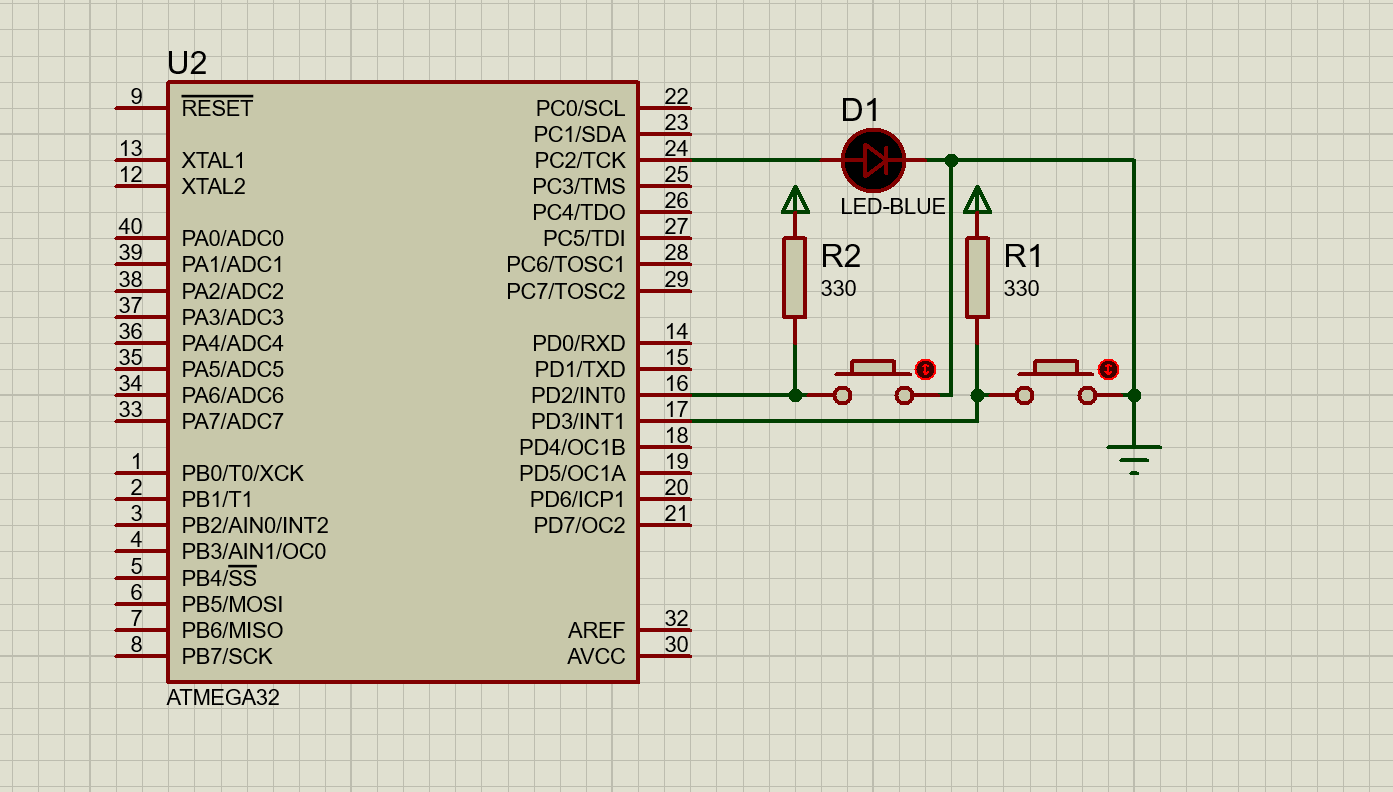 U2
9
RESET
13
XTAL1
12
XTAL2
40
PA0/ADC0
39
PA1/ADC1
38
PA2/ADC2
37
PA3/ADC3
36
PA4/ADC4
35
PA5/ADC5
34
PA6/ADC6
33
PA7/ADC7
1
PB0/T0/XCK
2
PB1/T1
3
PB2/AIN0/INT2
4
PB3/AIN1/OC0
5
PB4/SS
6
PB5/MOSI
7
PB6/MISO
8
PB7/SCK
PC0/SCL
22
PC1/SDA
23
PC2/TCK
24
PC3/TMS
25
PC4/TDO
26
PC5/TDI
27
PC6/TOSC1
28
PC7/TOSC2
29
PD0/RXD
14
PD1/TXD
15
PD2/INT0
16
PD3/INT1
17
PD4/OC1B
18
PD5/OC1A
19
PD6/ICP1
20
PD7/OC2
21
AREF
32
AVCC
30
ATMEGA32
D1
LED-BLUE
R2
330
R1
330